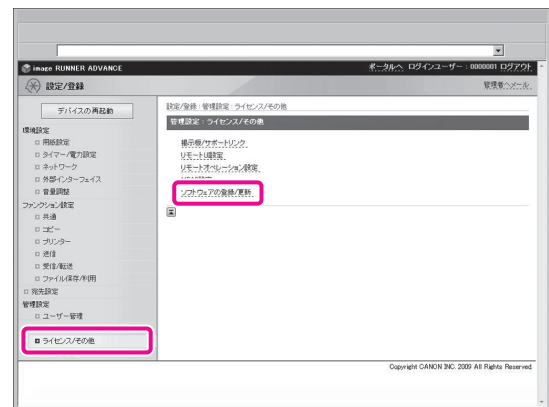 image RUNNER ADVANCE
ポータルへ ログインユーザー : 0000001 ログアウト
設定/登録
管理者へメール
デバイスの再起動
環境設定
用紙設定
タイマー/電力設定
ネットワーク
外部インターフェイス
音量調整
ファンクション設定
共通
コピー
プリンター
送信
受信/転送
ファイル保存/利用
宛先設定
管理設定
ユーザー管理
ライセンス/その他
設定/登録 : 管理設定 : ライセンス/その他
管理設定 : ライセンス/その他
掲示板/サポートリンク
リモートUI設定
リモートオペレーション設定
ソフトウェアの登録/更新
Copyright CANON INC. 2009 All Rights Reserved